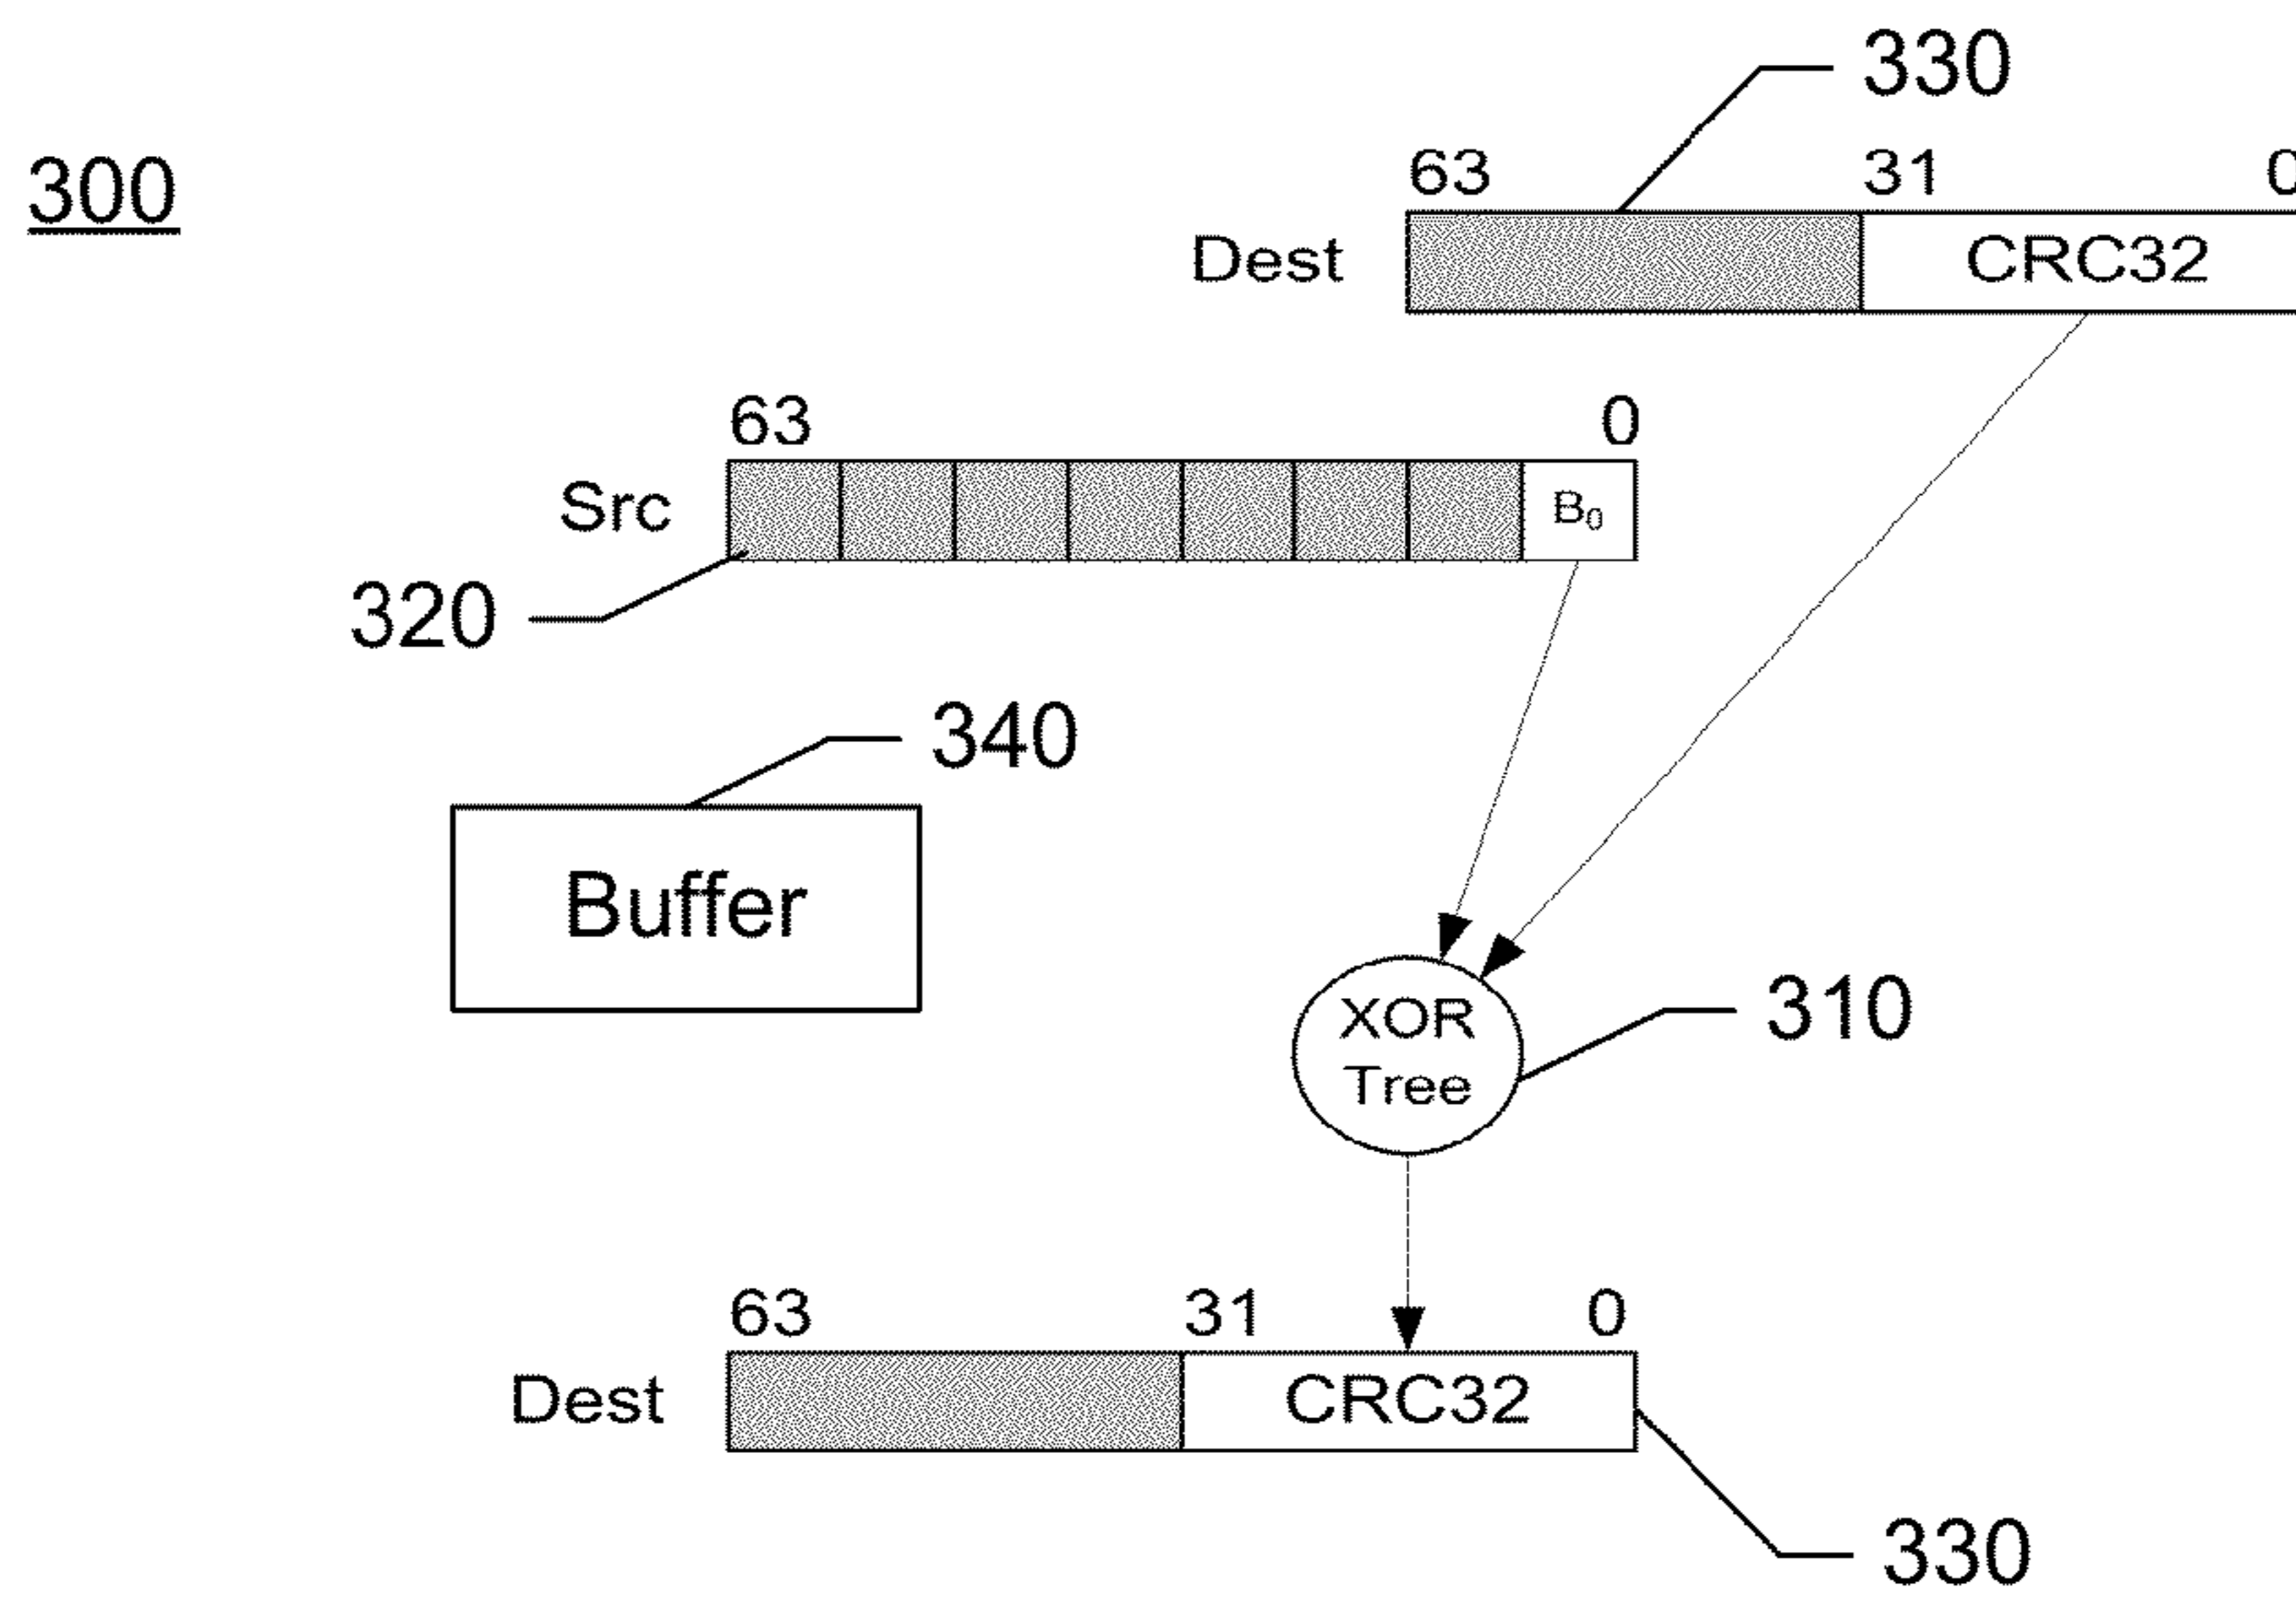 330
300
63 31 0
Dest CRC32
63 0
Src B₀
320
340
Buffer
XOR
Tree
310
63 31 0
Dest CRC32
330